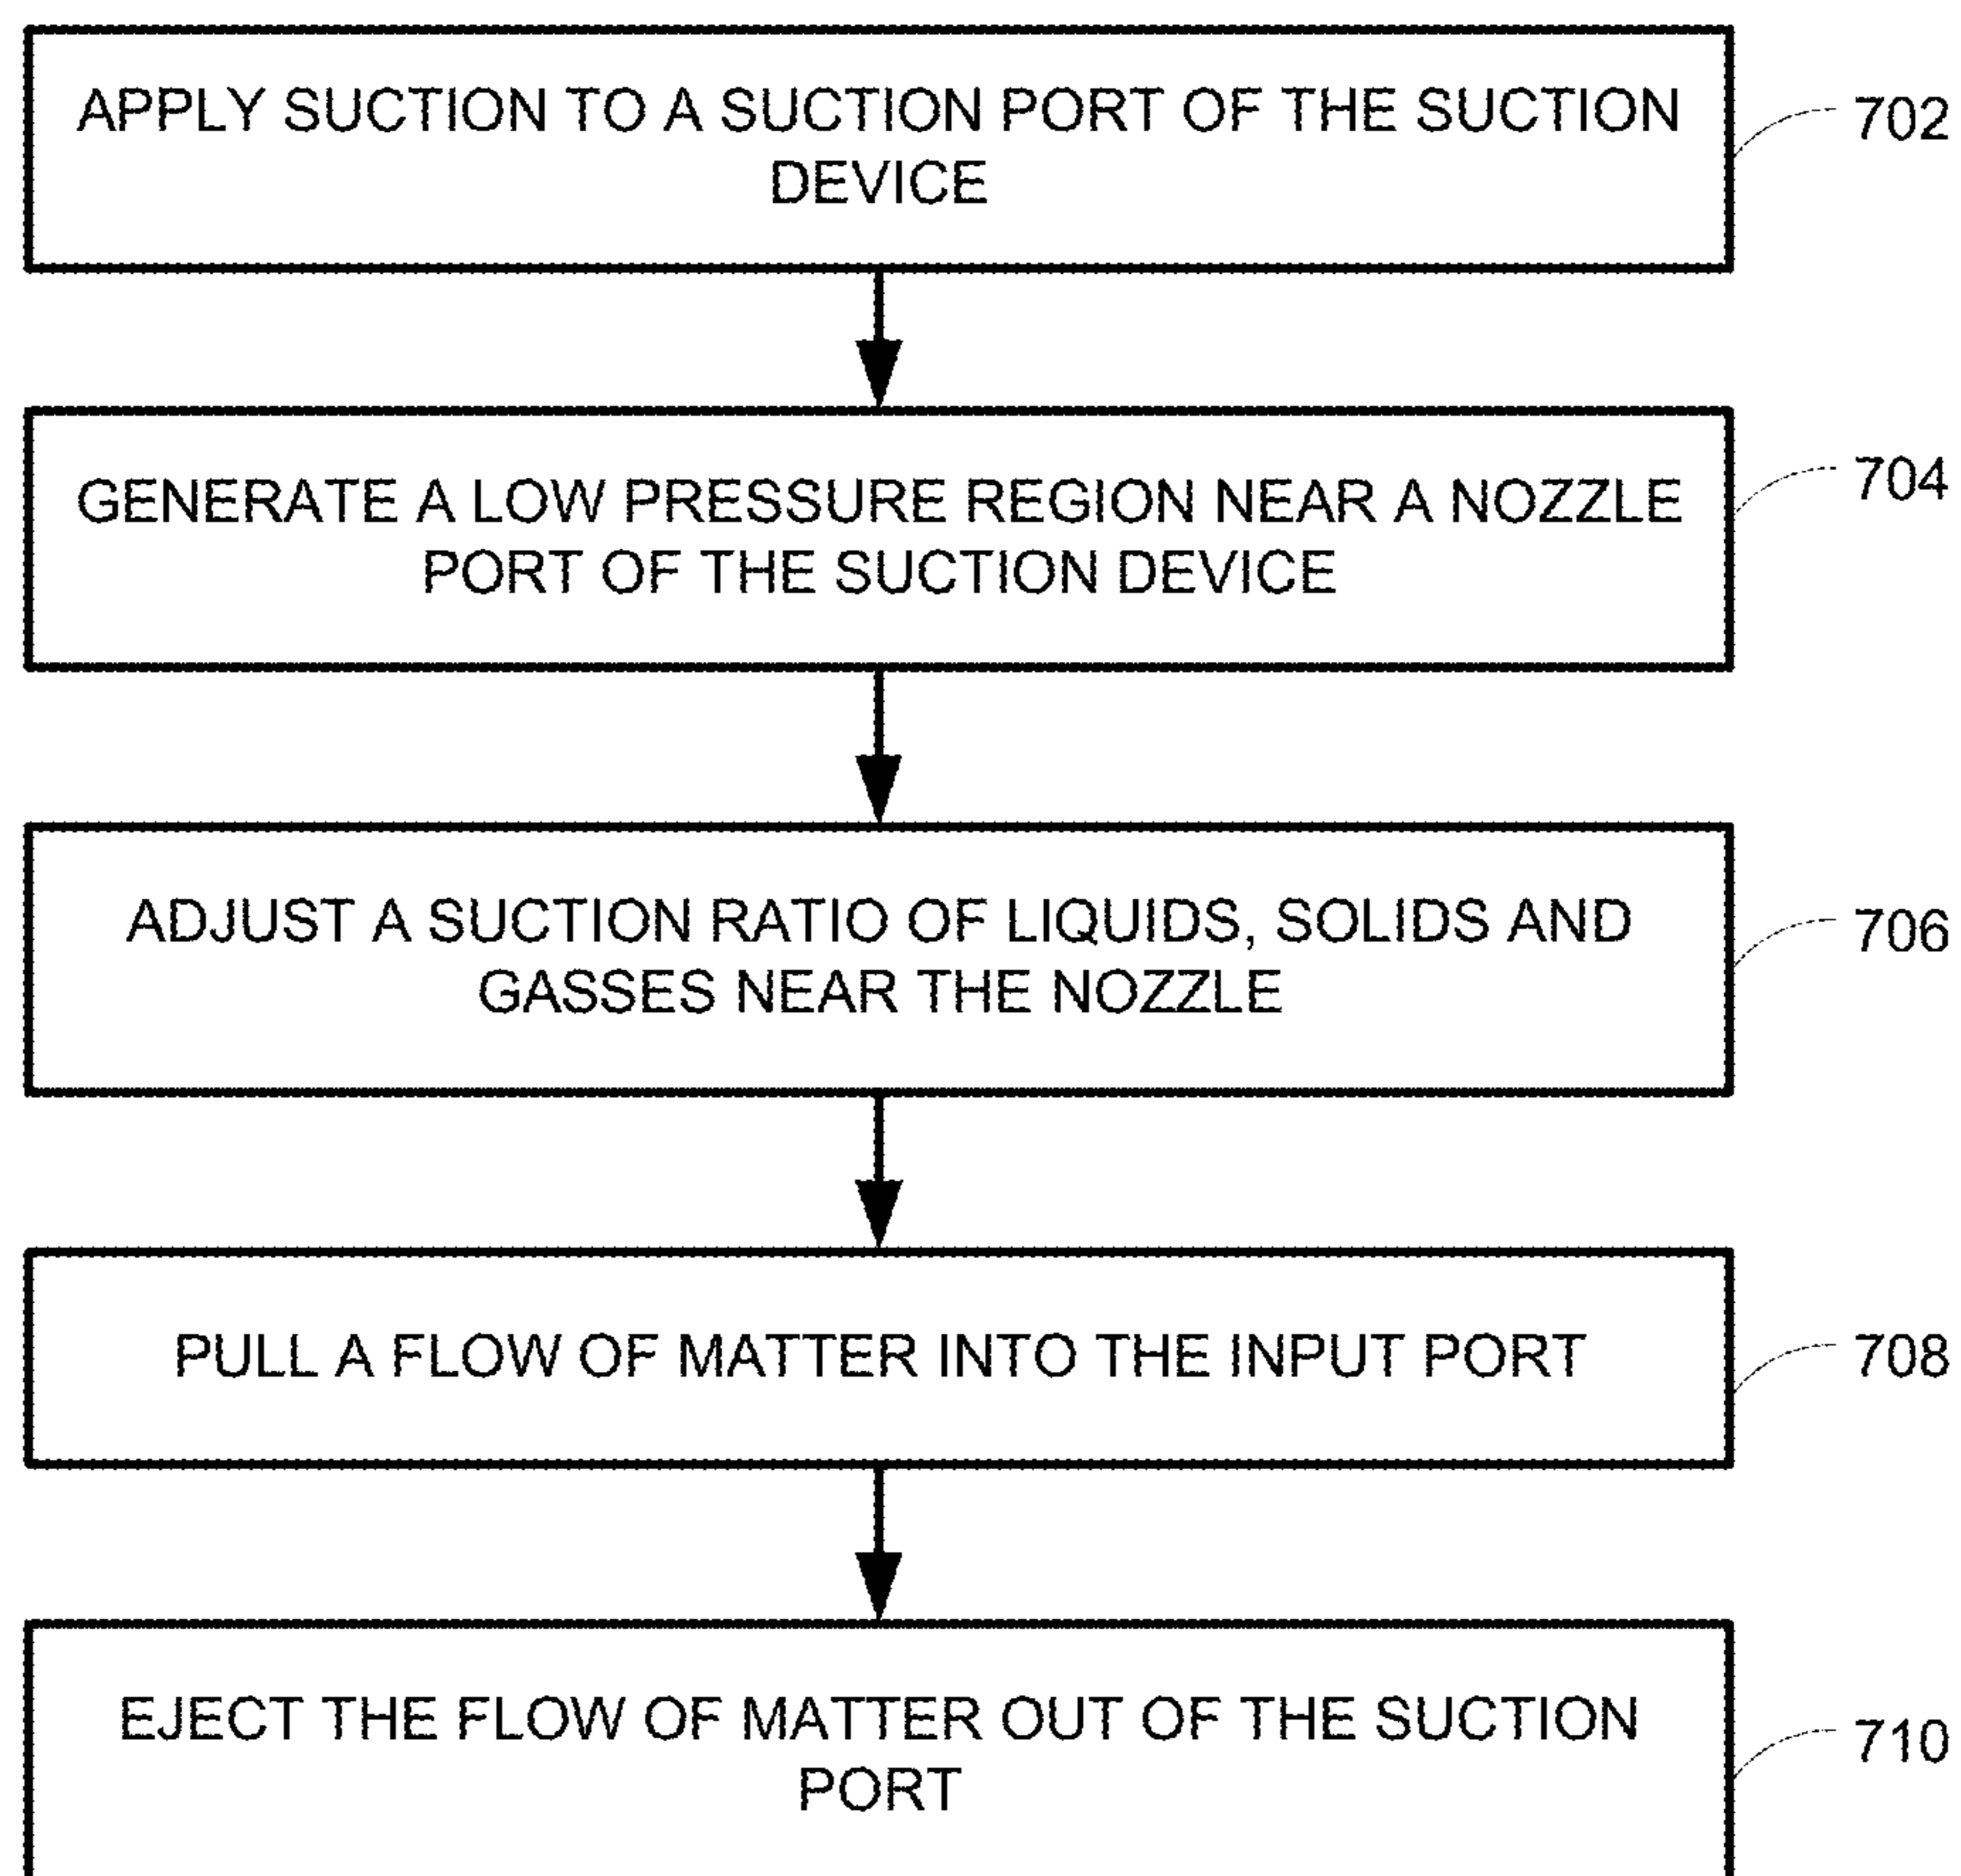 APPLY SUCTION TO A SUCTION PORT OF THE SUCTION
DEVICE
702
GENERATE A LOW PRESSURE REGION NEAR A NOZZLE
PORT OF THE SUCTION DEVICE
704
ADJUST A SUCTION RATIO OF LIQUIDS, SOLIDS AND
GASSES NEAR THE NOZZLE
706
PULL A FLOW OF MATTER INTO THE INPUT PORT
708
EJECT THE FLOW OF MATTER OUT OF THE SUCTION
PORT
710